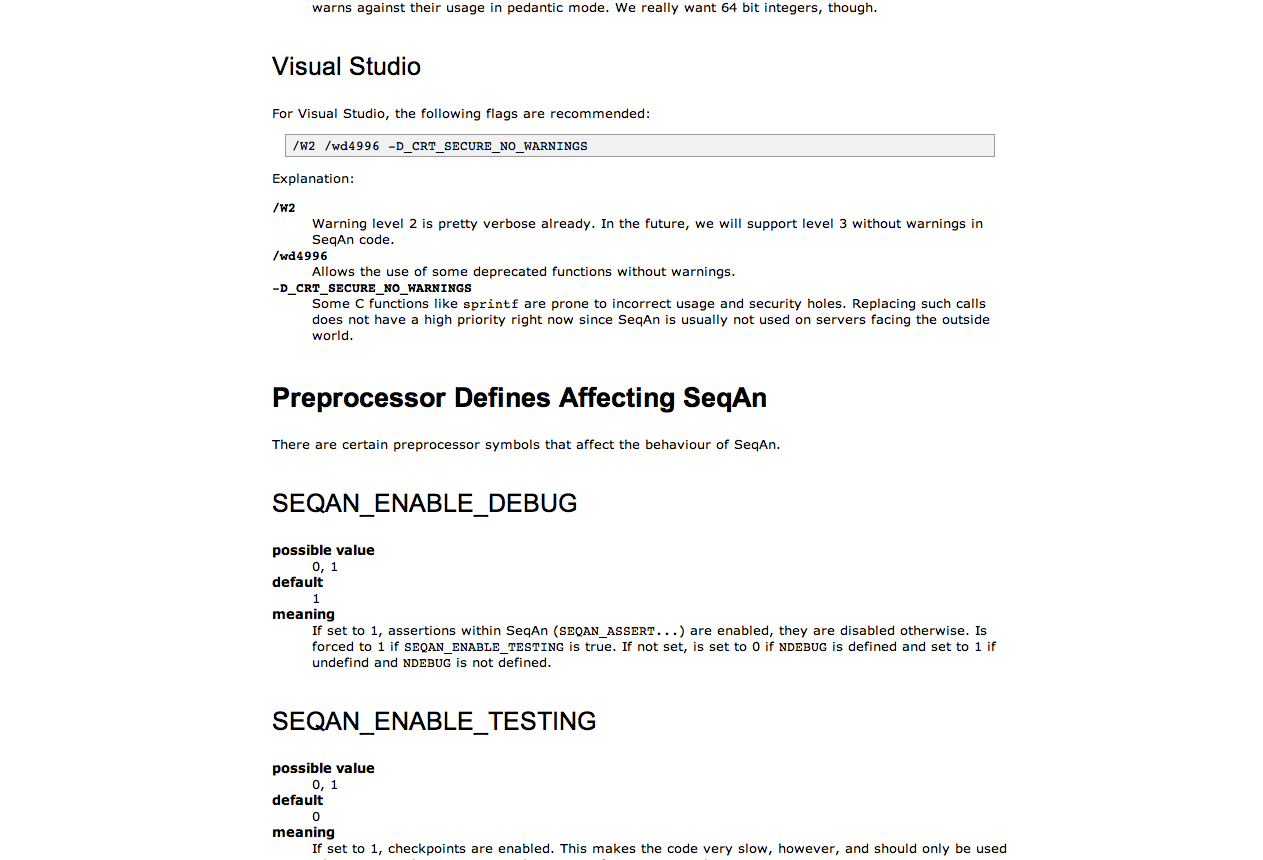 warns against their usage in pedantic mode. We really want 64 bit integers, though.
Visual Studio
For Visual Studio, the following flags are recommended:
/W2 /wd4996 -D_CRT_SECURE_NO_WARNINGS
Explanation:
/W2
Warning level 2 is pretty verbose already. In the future, we will support level 3 without warnings in
SeqAn code.
/wd4996
Allows the use of some deprecated functions without warnings.
-D_CRT_SECURE_NO_WARNINGS
Some C functions like sprintf are prone to incorrect usage and security holes. Replacing such calls
does not have a high priority right now since SeqAn is usually not used on servers facing the outside
world.
Preprocessor Defines Affecting SeqAn
There are certain preprocessor symbols that affect the behaviour of SeqAn.
SEQAN_ENABLE_DEBUG
possible value
0, 1
default
1
meaning
If set to 1, assertions within SeqAn (SEQAN_ASSERT...) are enabled, they are disabled otherwise. Is
forced to 1 if SEQAN_ENABLE_TESTING is true. If not set, is set to 0 if NDEBUG is defined and set to 1 if
undefind and NDEBUG is not defined.
SEQAN_ENABLE_TESTING
possible value
0, 1
default
0
meaning
If set to 1, checkpoints are enabled. This makes the code very slow, however, and should only be used